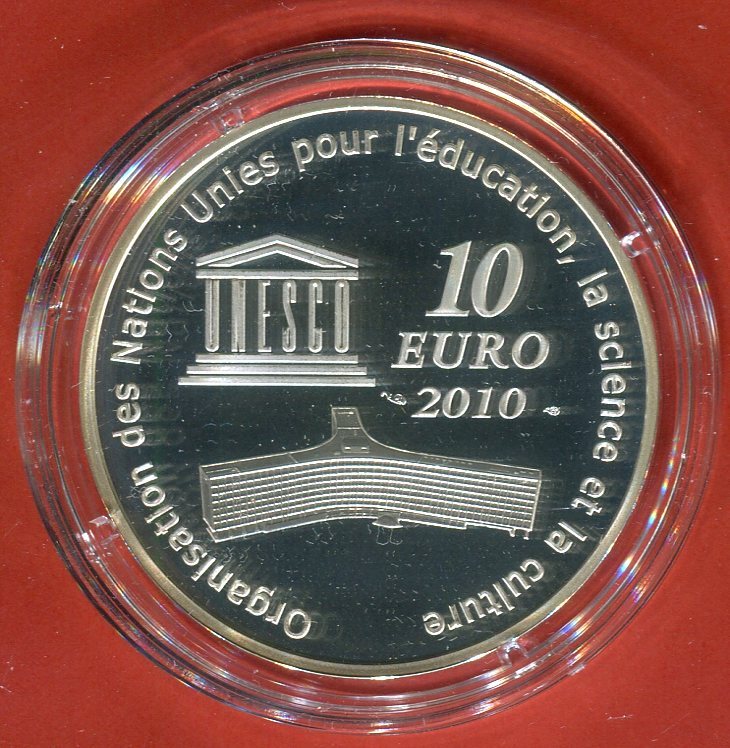 Organisation des Nations Unies pour l'éducation, la science et la culture
UNESCO
10
EURO
2010